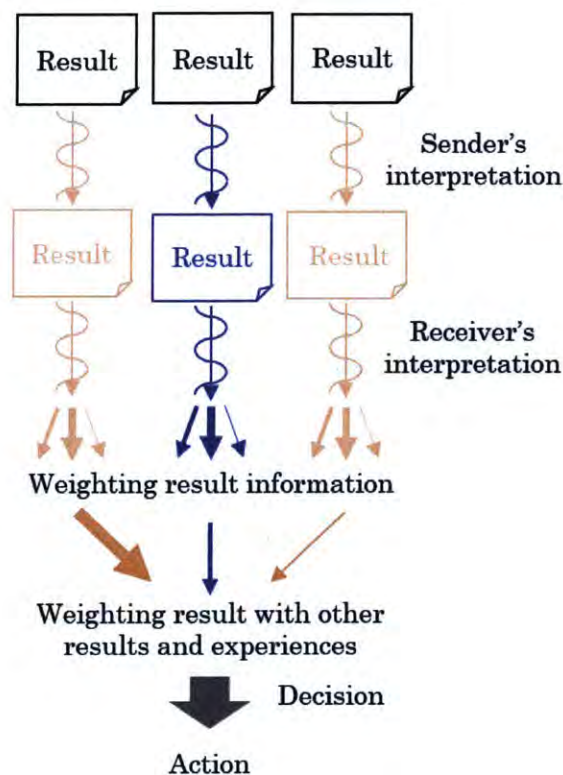 Result
Result
Result
Sender's
interpretation
Result
Result
Result
Receiver's
interpretation
Weighting result information
Weighting result with other
results and experiences
Decision
Action